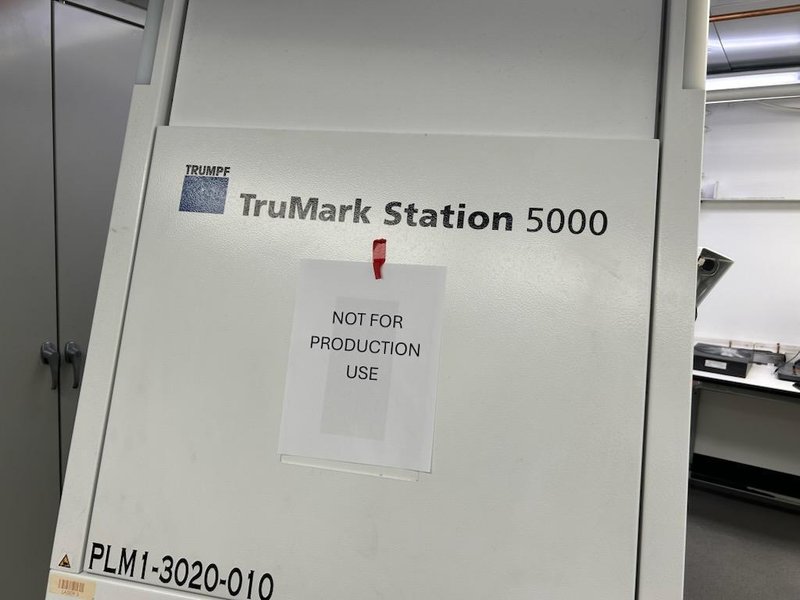 TRUMPF
TruMark Station 5000
NOT FOR
PRODUCTION
USE
PLM1-3020-010